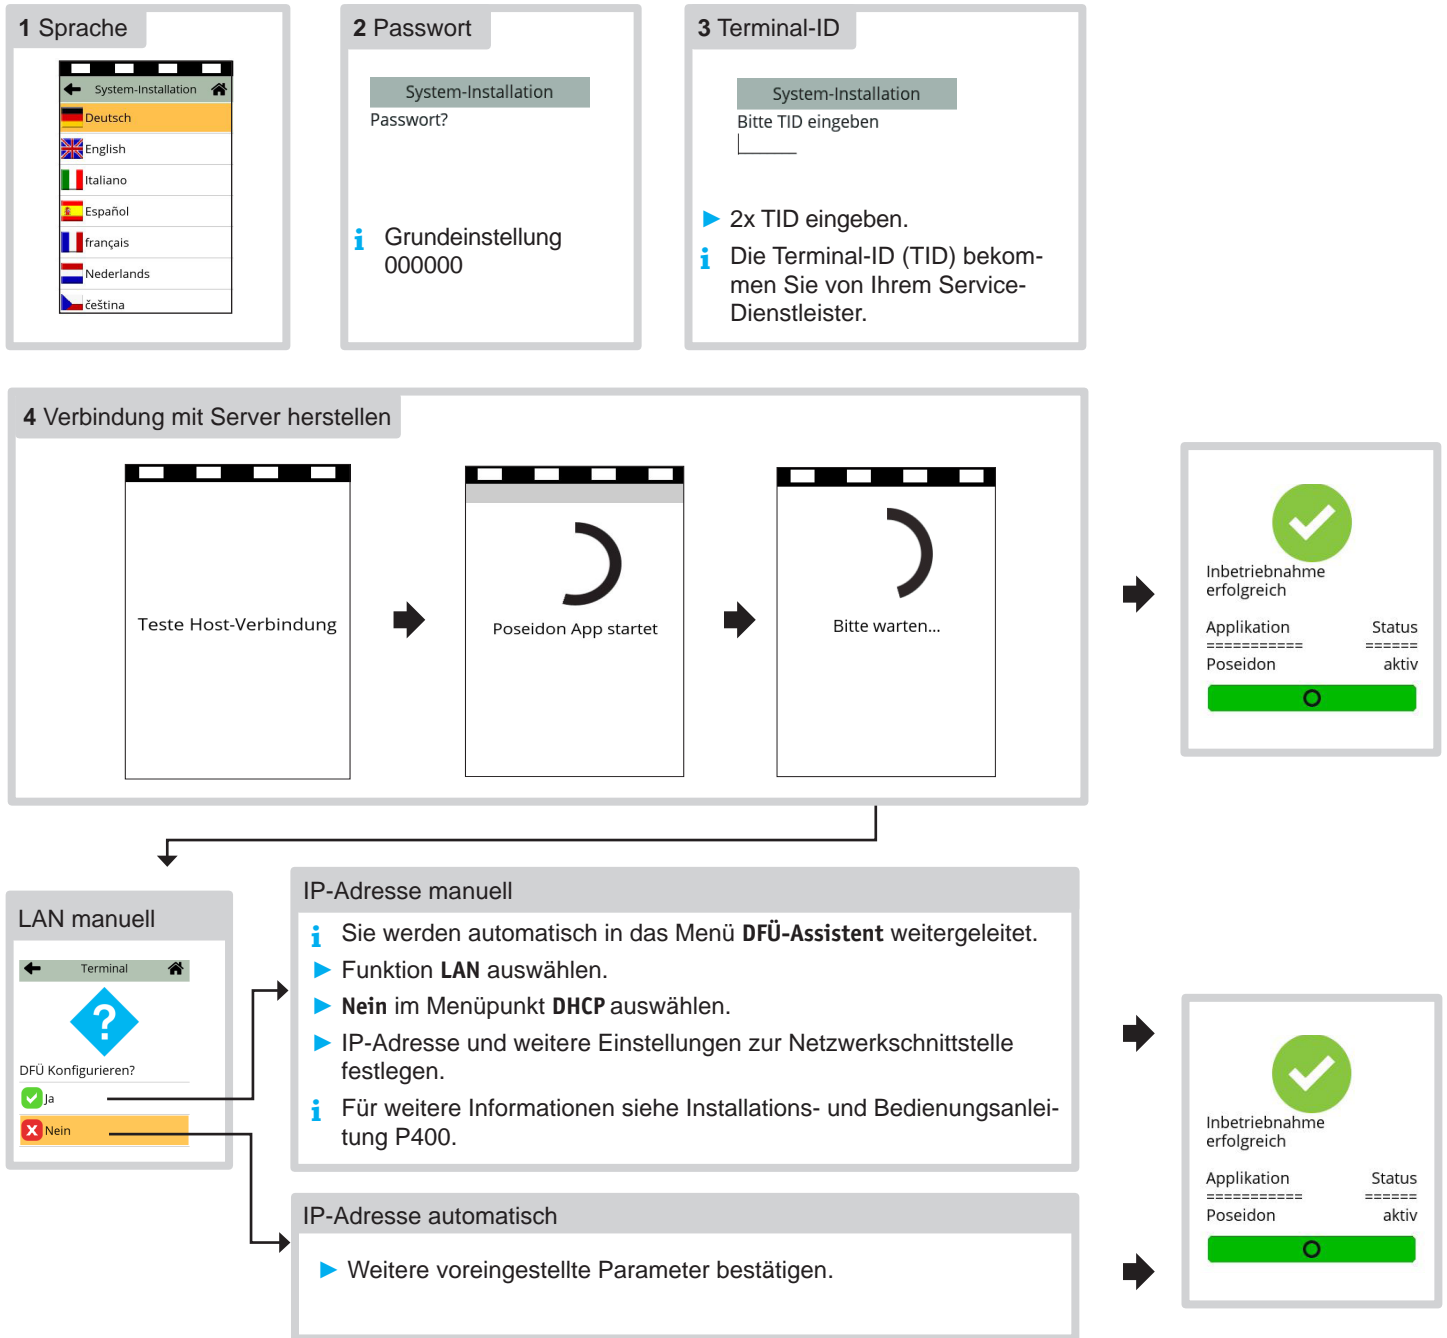 1 Sprache
System-Installation
Deutsch
English
Italiano
Español
français
Nederlands
čeština
2 Passwort
System-Installation
Passwort?
i Grundeinstellung
000000
3 Terminal-ID
System-Installation
Bitte TID eingeben
2x TID eingeben.
i Die Terminal-ID (TID) bekom-
men Sie von Ihrem Service-
Dienstleister.
4 Verbindung mit Server herstellen
Teste Host-Verbindung
Poseidon App startet
Bitte warten...
Inbetriebnahme
erfolgreich
Applikation Status
=========== ======
Poseidon aktiv
LAN manuell
Terminal
?
DFÜ Konfigurieren?
Ja
Nein
IP-Adresse manuell
i Sie werden automatisch in das Menü DFÜ-Assistent weitergeleitet.
Funktion LAN auswählen.
Nein im Menüpunkt DHCP auswählen.
IP-Adresse und weitere Einstellungen zur Netzwerkschnittstelle
festlegen.
i Für weitere Informationen siehe Installations- und Bedienungsanlei-
tung P400.
IP-Adresse automatisch
Weitere voreingestellte Parameter bestätigen.
Inbetriebnahme
erfolgreich
Applikation Status
=========== ======
Poseidon aktiv